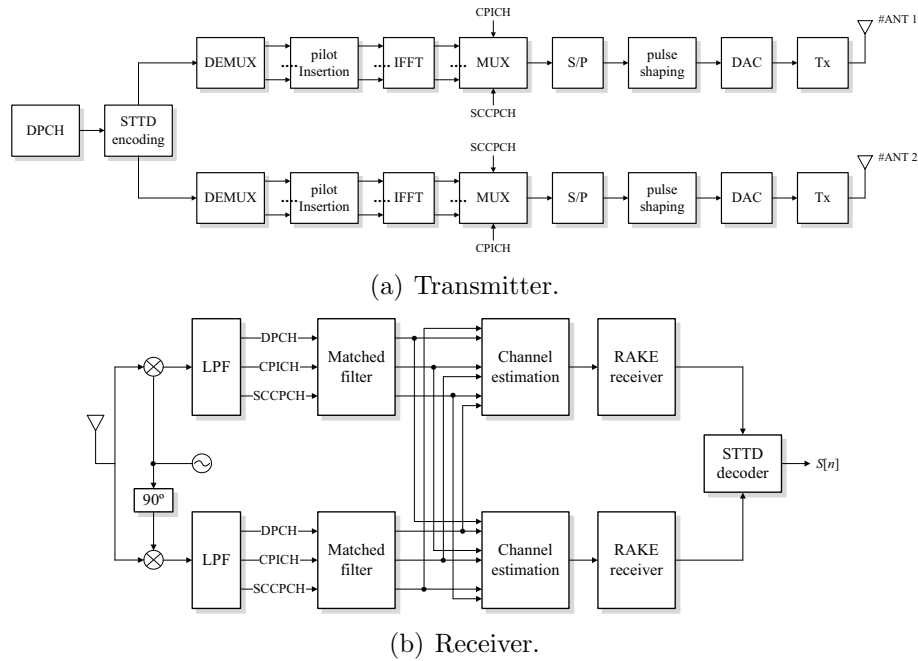 CPICH
#ANT 1
DEMUX
pilot
Insertion
IFFT
MUX
S/P
pulse
shaping
DAC
Tx
SCCPCH
DPCH
STTD
encoding
SCCPCH
#ANT 2
DEMUX
pilot
Insertion
IFFT
MUX
S/P
pulse
shaping
DAC
Tx
CPICH
(a) Transmitter.
LPF
DPCH
CPICH
SCCPCH
Matched
filter
Channel
estimation
RAKE
receiver
STTD
decoder
S[n]
90º
LPF
DPCH
CPICH
SCCPCH
Matched
filter
Channel
estimation
RAKE
receiver
(b) Receiver.